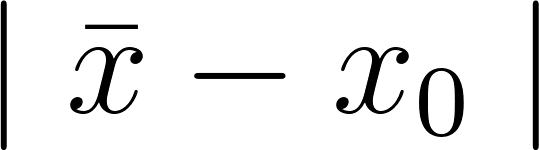 | x̄ − x₀ |